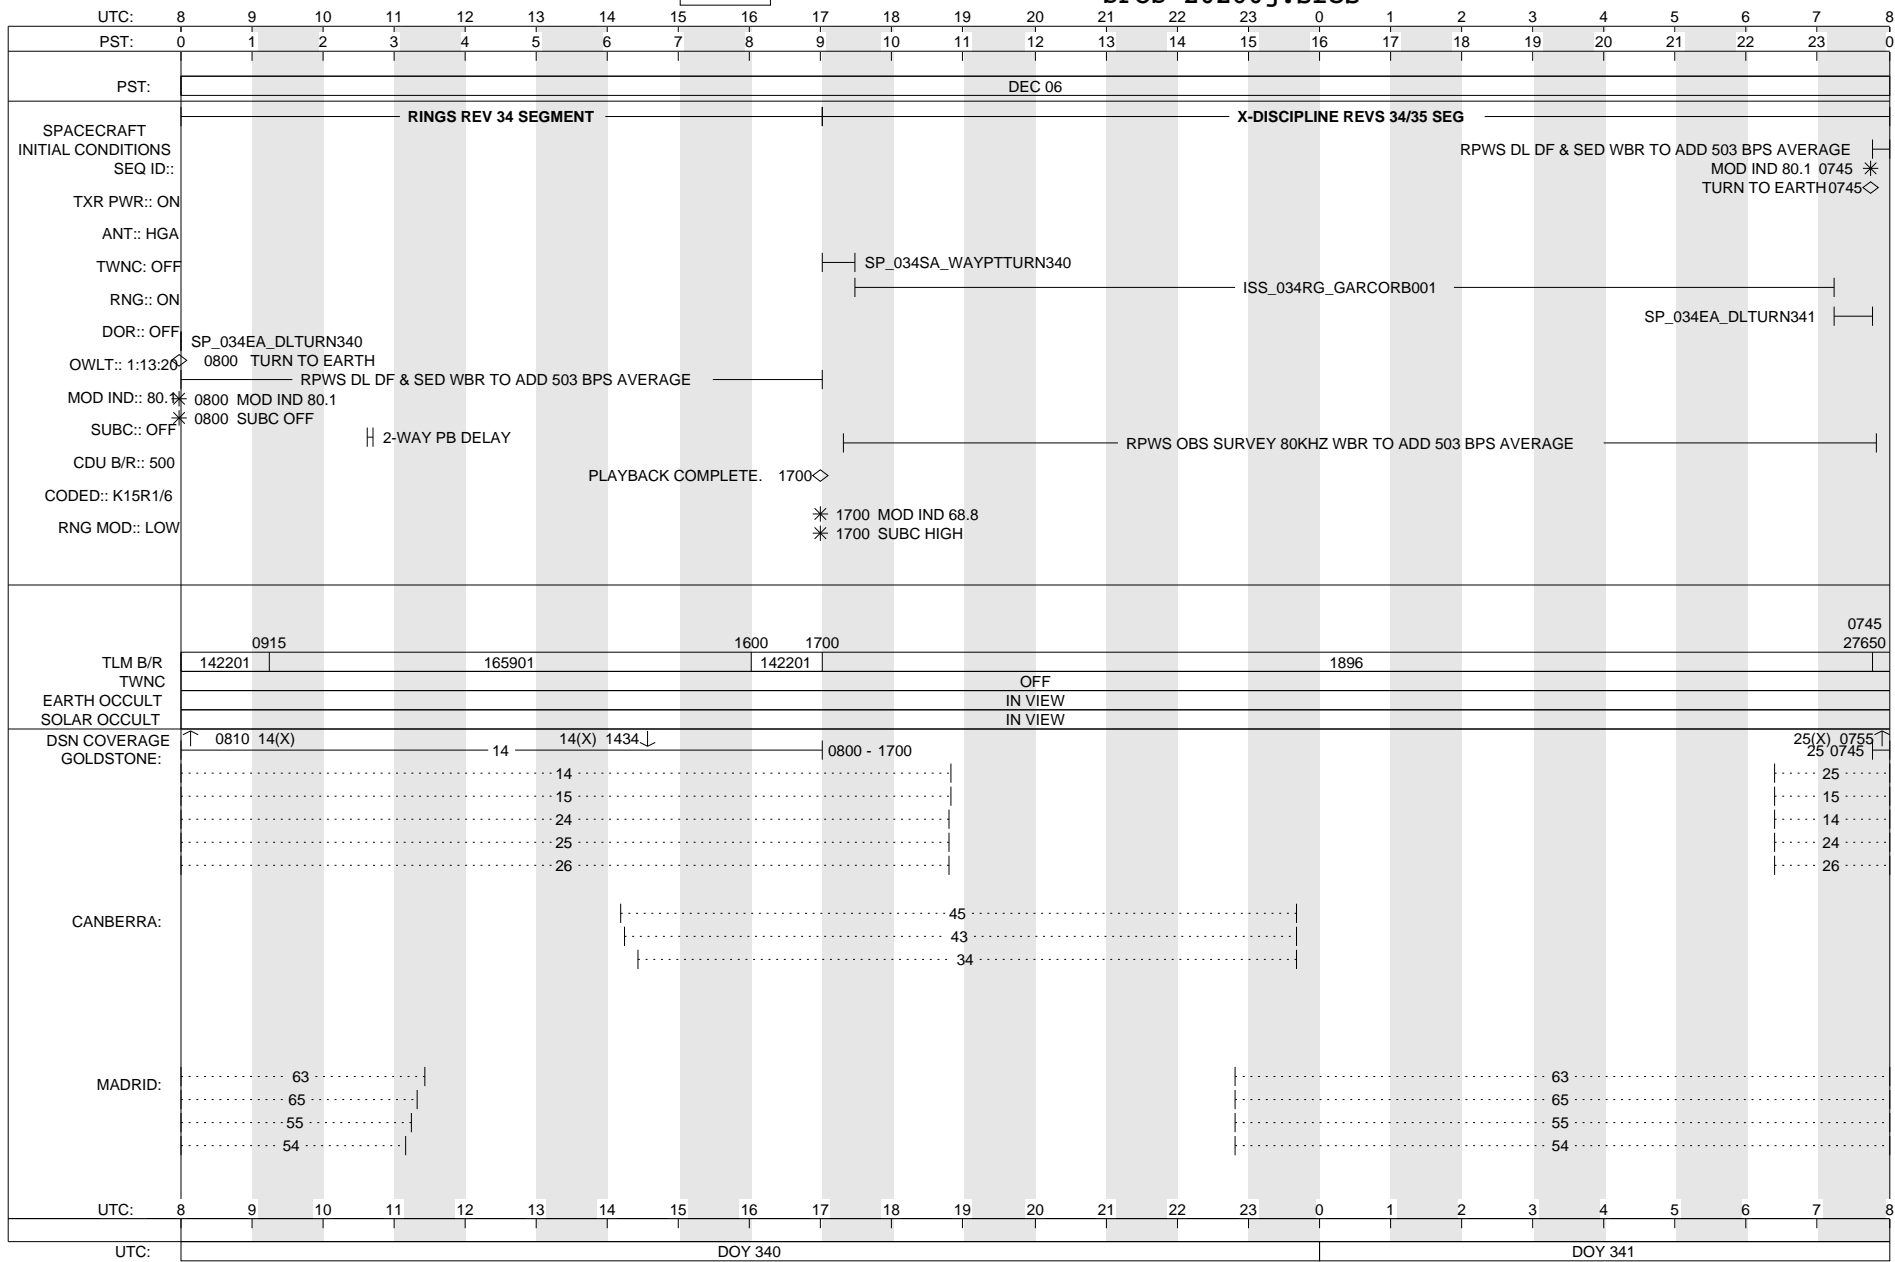 UTC: 8 9 10 11 12 13 14 15 16 17 18 19 20 21 22 23 0 1 2 3 4 5 6 7 8
PST: 0 1 2 3 4 5 6 7 8 9 10 11 12 13 14 15 16 17 18 19 20 21 22 23 0
PST: DEC 06
RINGS REV 34 SEGMENT X-DISCIPLINE REVS 34/35 SEG
SPACECRAFT
INITIAL CONDITIONS RPWS DL DF & SED WBR TO ADD 503 BPS AVERAGE
SEQ ID:: MOD IND 80.1 0745
TURN TO EARTH 0745
TXR PWR:: ON
ANT:: HGA
TWNC: OFF SP_034SA_WAYPTTURN340
ISS_034RG_GARCORB001
RNG:: ON
SP_034EA_DLTURN341
DOR:: OFF
SP_034EA_DLTURN340
OWLT:: 1:13:20 0800 TURN TO EARTH
RPWS DL DF & SED WBR TO ADD 503 BPS AVERAGE
MOD IND:: 80.1 0800 MOD IND 80.1
0800 SUBC OFF
SUBC:: OFF 2-WAY PB DELAY
RPWS OBS SURVEY 80KHZ WBR TO ADD 503 BPS AVERAGE
CDU B/R:: 500
PLAYBACK COMPLETE. 1700
CODED:: K15R1/6
1700 MOD IND 68.8
RNG MOD:: LOW
1700 SUBC HIGH
0745
0915 1600 1700 27650
TLM B/R 142201 165901 142201 1896
TWNC OFF
EARTH OCCULT IN VIEW
SOLAR OCCULT IN VIEW
DSN COVERAGE 0810 14(X) 14(X) 1434 25(X) 0755
GOLDSTONE: 14 0800 - 1700 25 0745
14 25
15 15
24 14
25 24
26 26
CANBERRA: 45
43
34
MADRID: 63 63
65 65
55 55
54 54
UTC: 8 9 10 11 12 13 14 15 16 17 18 19 20 21 22 23 0 1 2 3 4 5 6 7 8
UTC: DOY 340 DOY 341